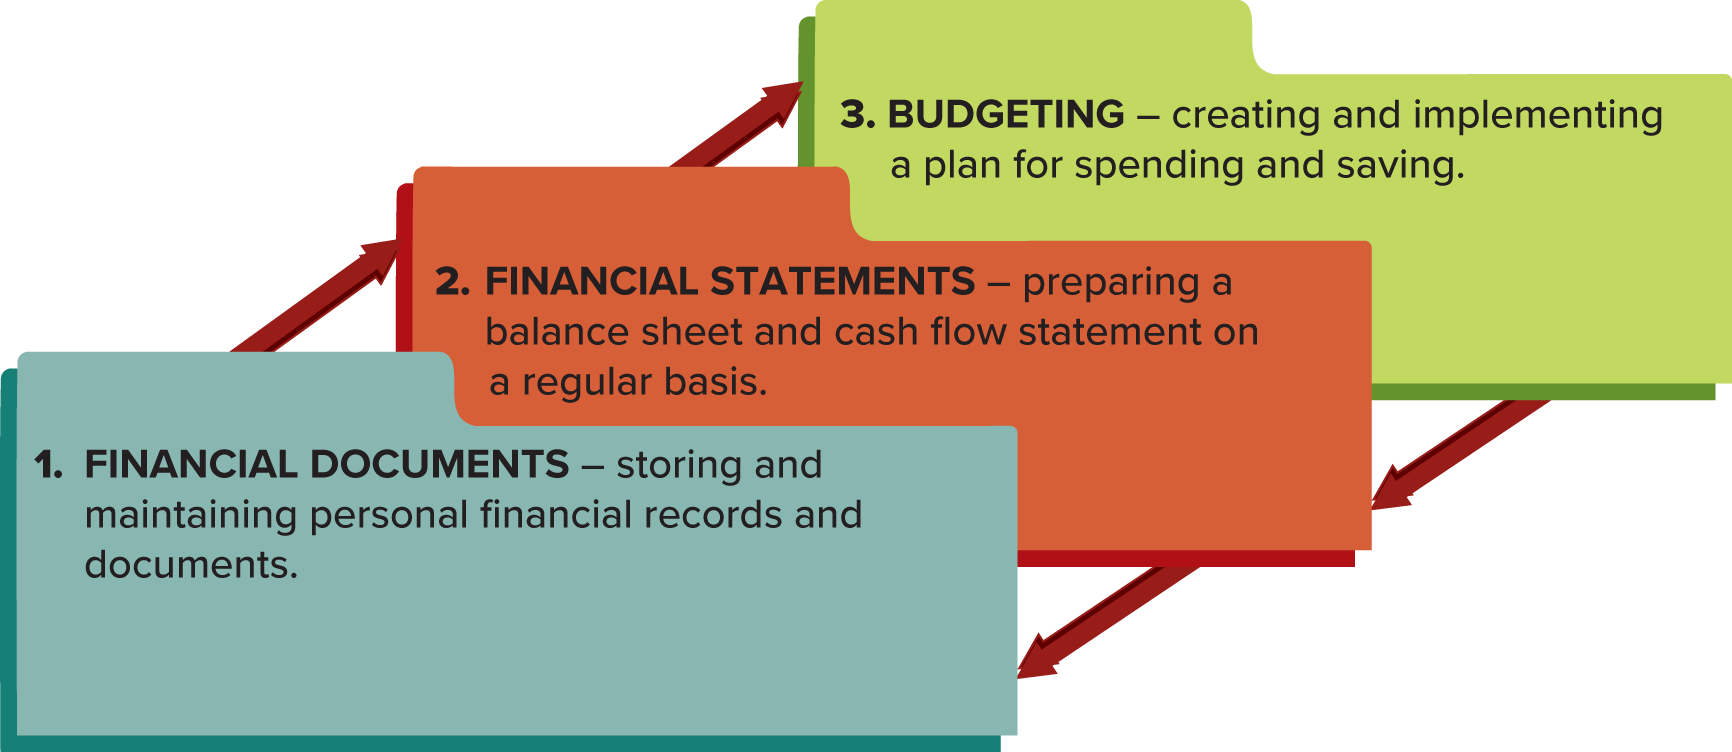 3. BUDGETING – creating and implementing
a plan for spending and saving.
2. FINANCIAL STATEMENTS – preparing a
balance sheet and cash flow statement on
a regular basis.
1. FINANCIAL DOCUMENTS – storing and
maintaining personal financial records and
documents.